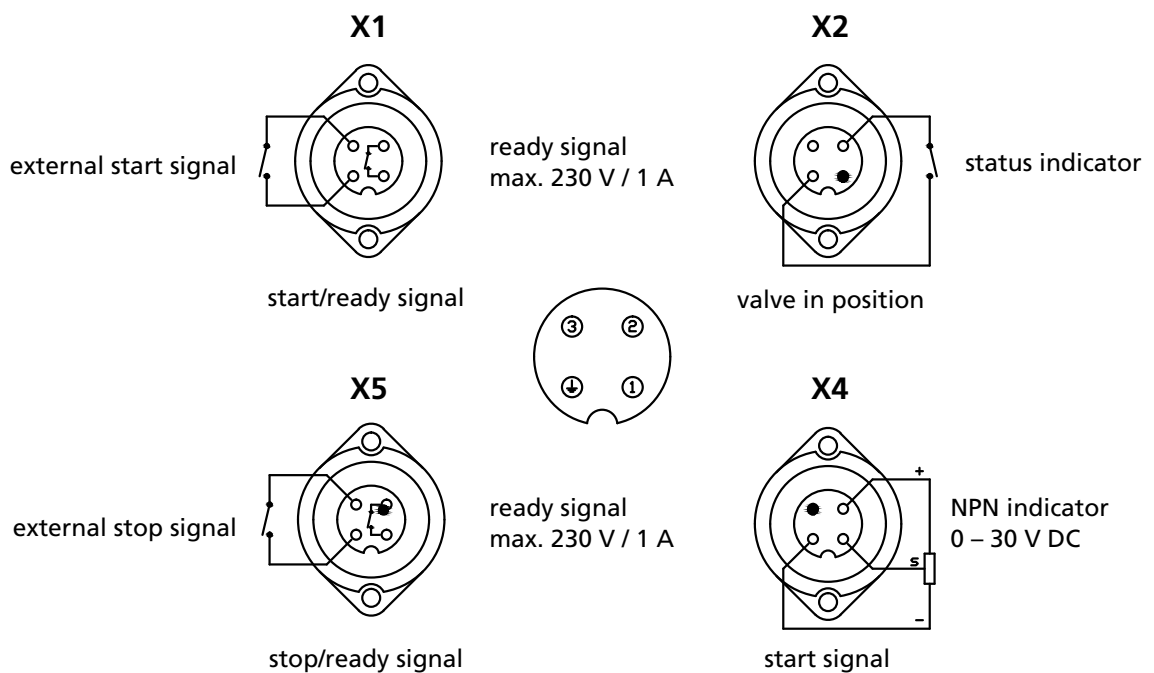 X1
X2
external start signal
ready signal
max. 230 V / 1 A
status indicator
start/ready signal
valve in position
3
2
1
X5
X4
external stop signal
ready signal
max. 230 V / 1 A
+
S
–
NPN indicator
0 – 30 V DC
stop/ready signal
start signal